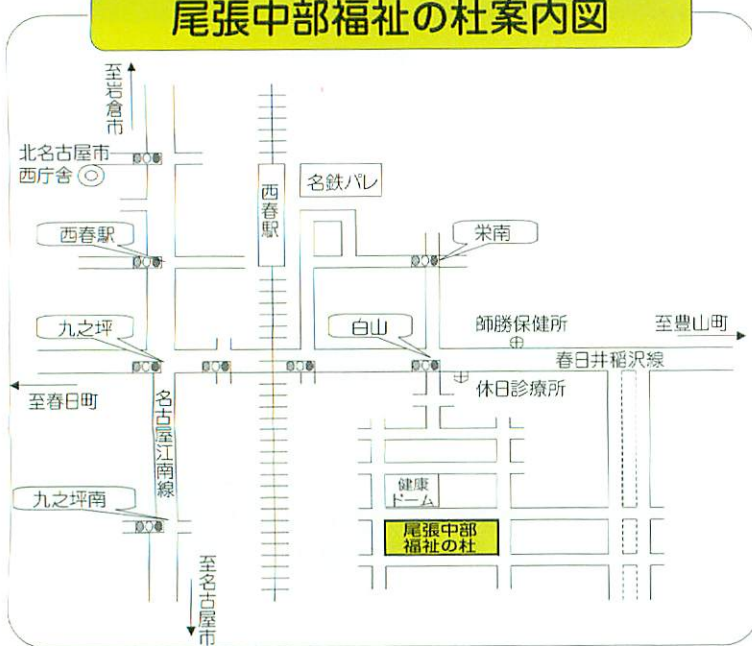 尾張中部福祉の杜案内図
至岩倉市
北名古屋市
西庁舎
西春駅
名鉄パレ
西春駅
栄南
九之坪
白山
師勝保健所
至豊山町
春日井稲沢線
至春日町
休日診療所
名古屋江南線
健康
ドーム
九之坪南
尾張中部
福祉の杜
至名古屋市